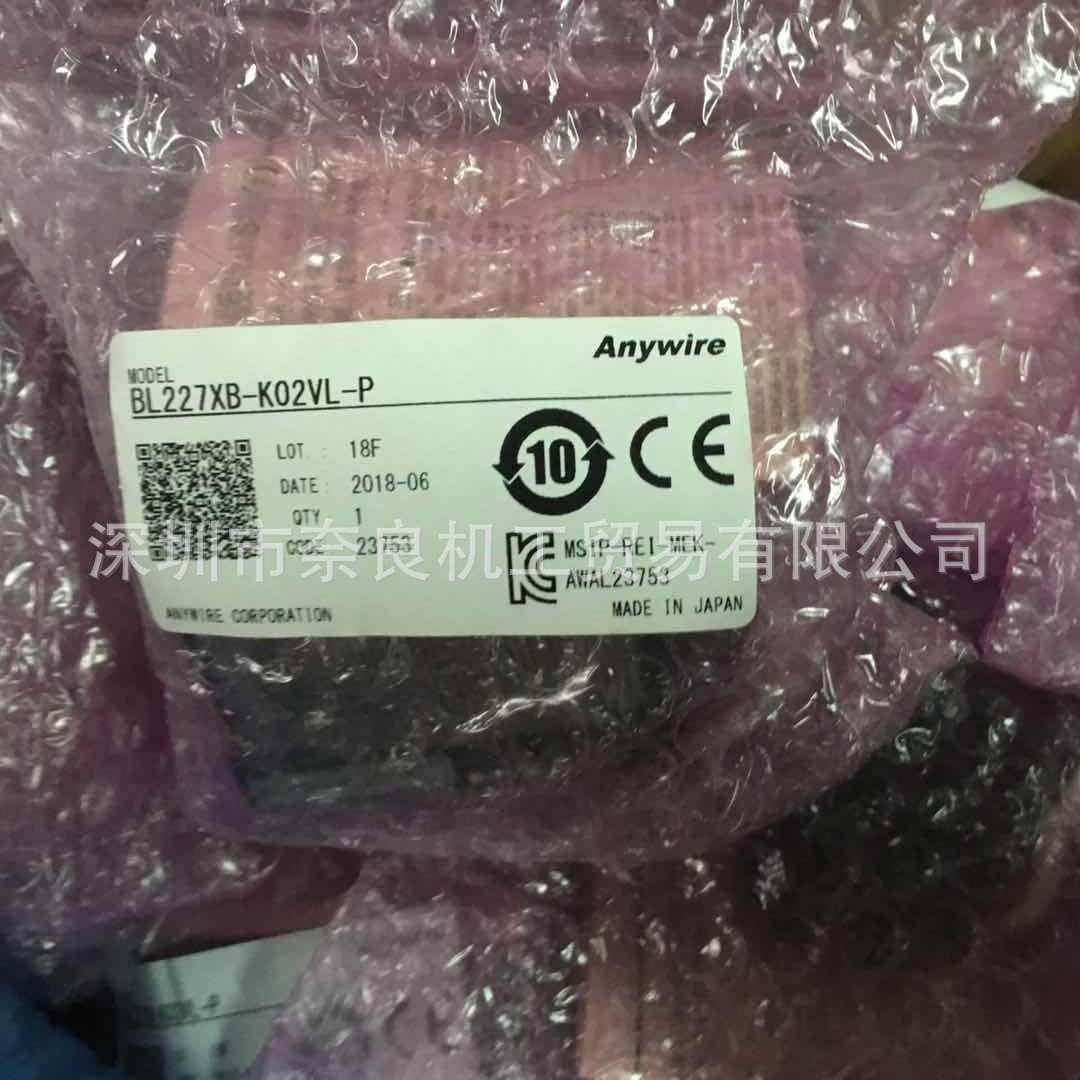 Anywire
MODEL
BL227XB-K02VL-P
LOT. : 18F
DATE : 2018-06
QTY : 1
CODE : 23753
10
CE
MSIP-REI-MEK-
AWAL23753
ANYWIRE CORPORATION
MADE IN JAPAN
深圳市奈良机工贸易有限公司